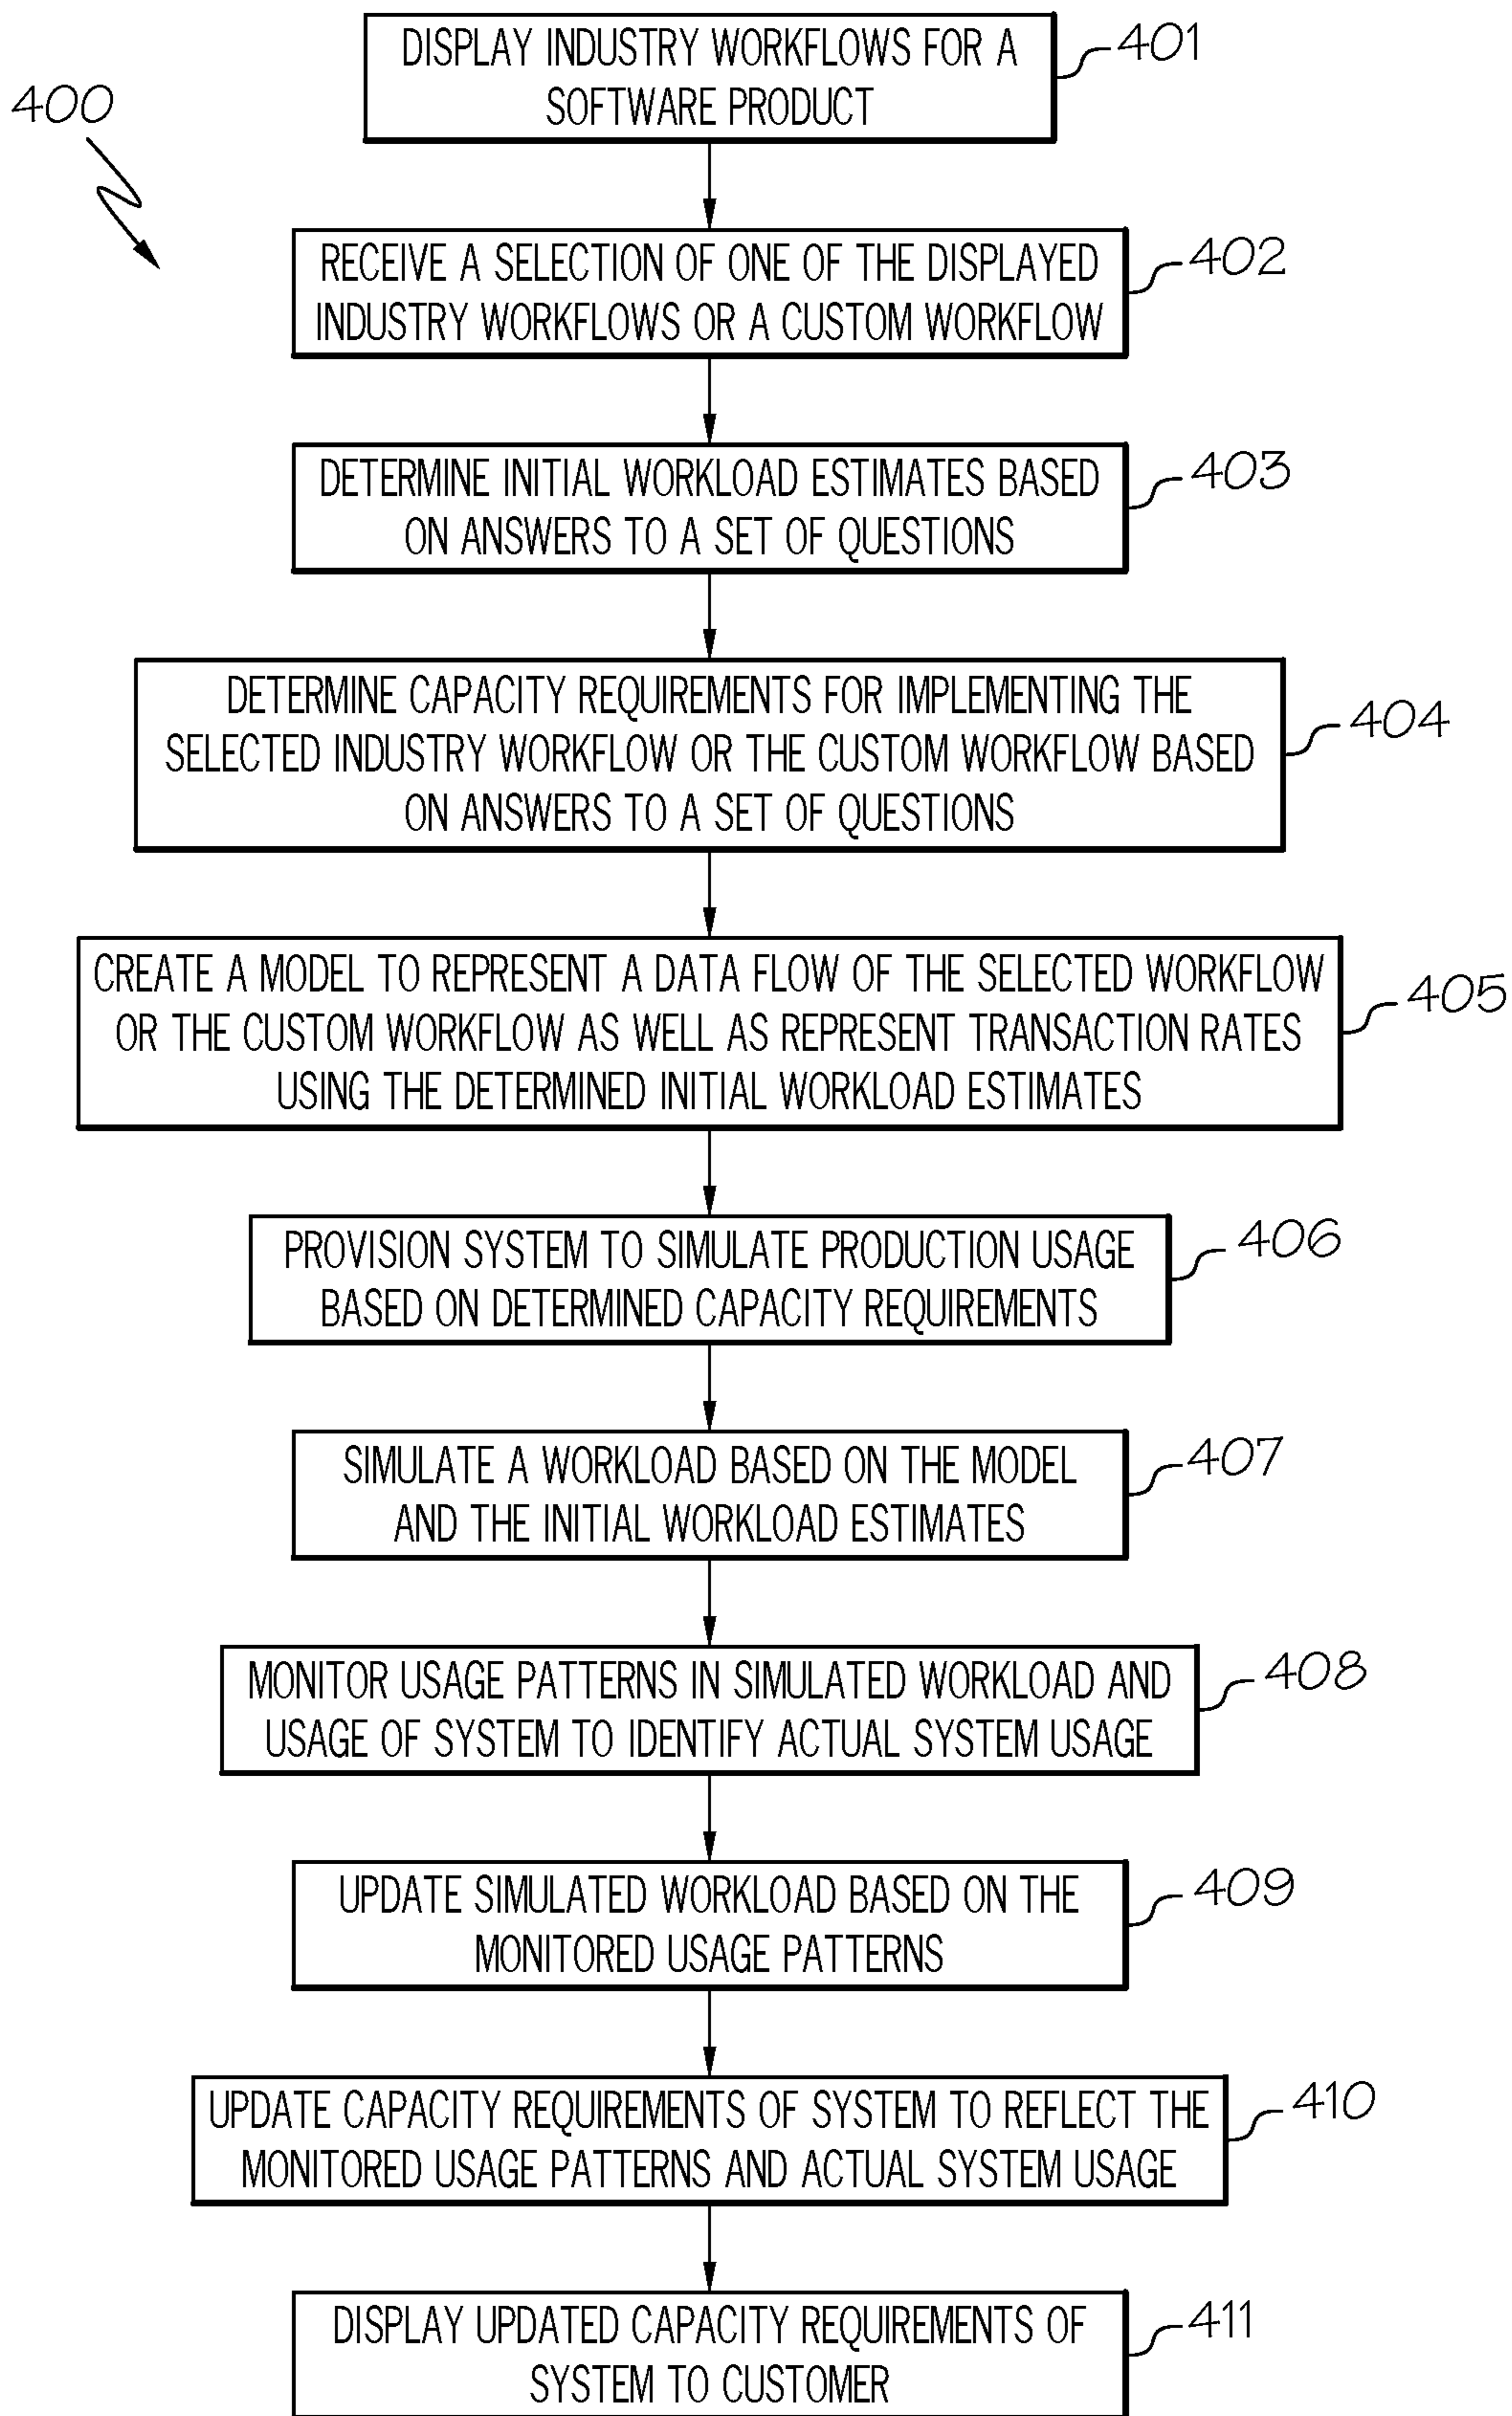 400
DISPLAY INDUSTRY WORKFLOWS FOR A
SOFTWARE PRODUCT
401
RECEIVE A SELECTION OF ONE OF THE DISPLAYED
INDUSTRY WORKFLOWS OR A CUSTOM WORKFLOW
402
DETERMINE INITIAL WORKLOAD ESTIMATES BASED
ON ANSWERS TO A SET OF QUESTIONS
403
DETERMINE CAPACITY REQUIREMENTS FOR IMPLEMENTING THE
SELECTED INDUSTRY WORKFLOW OR THE CUSTOM WORKFLOW BASED
ON ANSWERS TO A SET OF QUESTIONS
404
CREATE A MODEL TO REPRESENT A DATA FLOW OF THE SELECTED WORKFLOW
OR THE CUSTOM WORKFLOW AS WELL AS REPRESENT TRANSACTION RATES
USING THE DETERMINED INITIAL WORKLOAD ESTIMATES
405
PROVISION SYSTEM TO SIMULATE PRODUCTION USAGE
BASED ON DETERMINED CAPACITY REQUIREMENTS
406
SIMULATE A WORKLOAD BASED ON THE MODEL
AND THE INITIAL WORKLOAD ESTIMATES
407
MONITOR USAGE PATTERNS IN SIMULATED WORKLOAD AND
USAGE OF SYSTEM TO IDENTIFY ACTUAL SYSTEM USAGE
408
UPDATE SIMULATED WORKLOAD BASED ON THE
MONITORED USAGE PATTERNS
409
UPDATE CAPACITY REQUIREMENTS OF SYSTEM TO REFLECT THE
MONITORED USAGE PATTERNS AND ACTUAL SYSTEM USAGE
410
DISPLAY UPDATED CAPACITY REQUIREMENTS OF
SYSTEM TO CUSTOMER
411